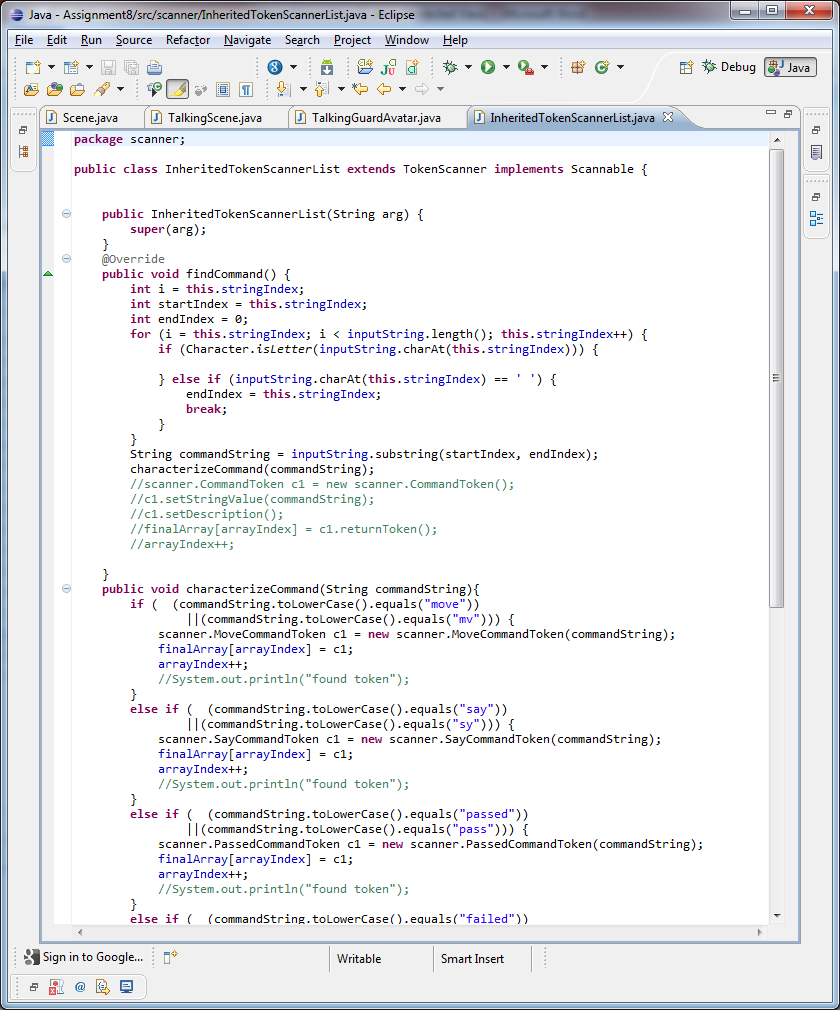 Java - Assignment8/src/scanner/InheritedTokenScannerList.java - Eclipse
File Edit Run Source Refactor Navigate Search Project Window Help
Debug Java
Scene.java TalkingScene.java TalkingGuardAvatar.java InheritedTokenScannerList.java
package scanner;
public class InheritedTokenScannerList extends TokenScanner implements Scannable {
public InheritedTokenScannerList(String arg) {
super(arg);
}
@Override
public void findCommand() {
int i = this.stringIndex;
int startIndex = this.stringIndex;
int endIndex = 0;
for (i = this.stringIndex; i < inputString.length(); this.stringIndex++) {
if (Character.isLetter(inputString.charAt(this.stringIndex))) {
} else if (inputString.charAt(this.stringIndex) == ' ') {
endIndex = this.stringIndex;
break;
}
}
String commandString = inputString.substring(startIndex, endIndex);
characterizeCommand(commandString);
//scanner.CommandToken c1 = new scanner.CommandToken();
//c1.setStringValue(commandString);
//c1.setDescription();
//finalArray[arrayIndex] = c1.returnToken();
//arrayIndex++;
}
public void characterizeCommand(String commandString){
if (  (commandString.toLowerCase().equals("move"))
||(commandString.toLowerCase().equals("mv"))) {
scanner.MoveCommandToken c1 = new scanner.MoveCommandToken(commandString);
finalArray[arrayIndex] = c1;
arrayIndex++;
//System.out.println("found token");
}
else if (  (commandString.toLowerCase().equals("say"))
||(commandString.toLowerCase().equals("sy"))) {
scanner.SayCommandToken c1 = new scanner.SayCommandToken(commandString);
finalArray[arrayIndex] = c1;
arrayIndex++;
//System.out.println("found token");
}
else if (  (commandString.toLowerCase().equals("passed"))
||(commandString.toLowerCase().equals("pass"))) {
scanner.PassedCommandToken c1 = new scanner.PassedCommandToken(commandString);
finalArray[arrayIndex] = c1;
arrayIndex++;
//System.out.println("found token");
}
else if (  (commandString.toLowerCase().equals("failed"))
Sign in to Google... Writable Smart Insert